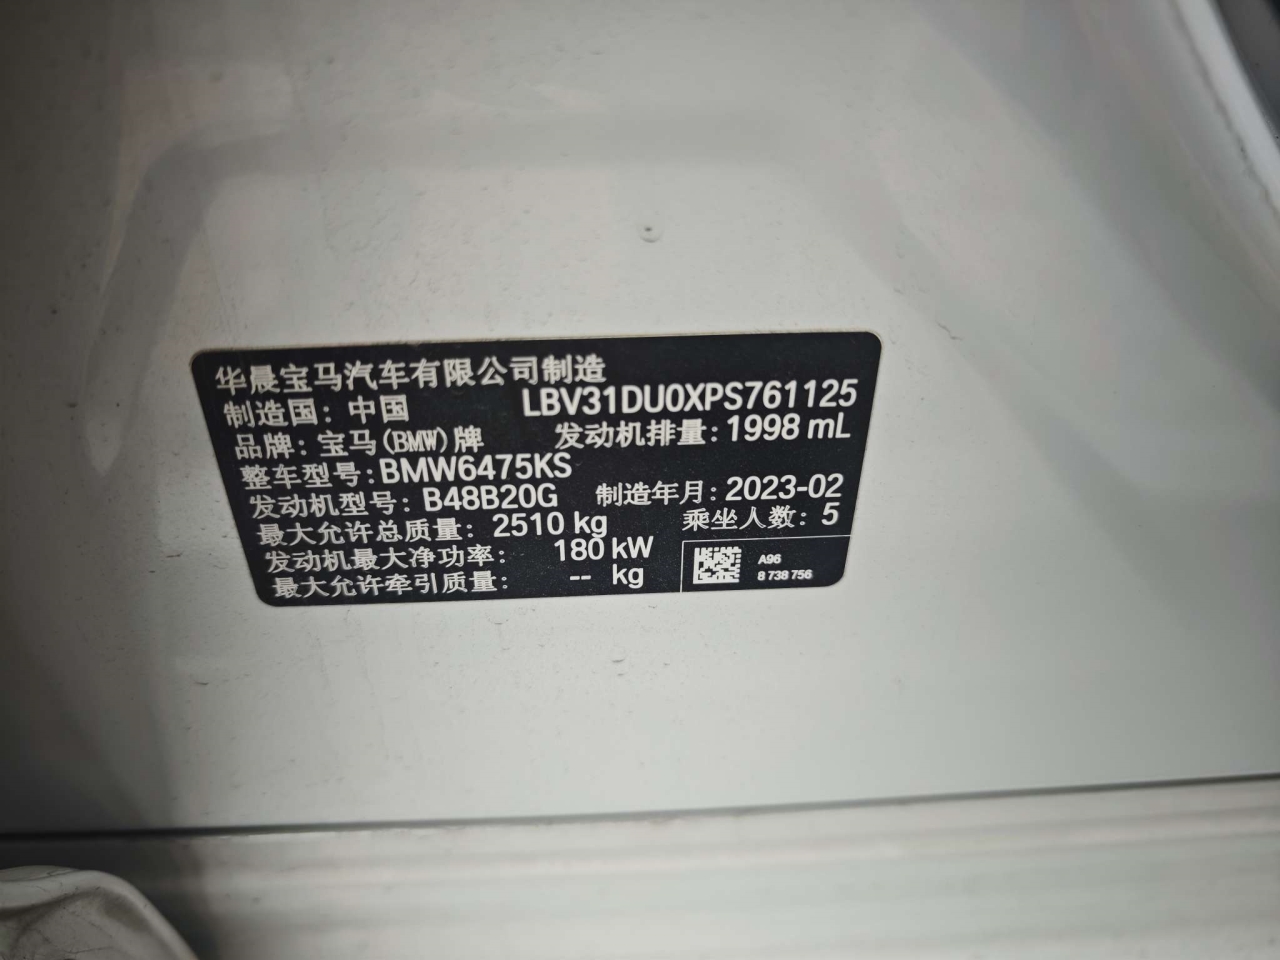 华晨宝马汽车有限公司制造
制造国: 中国 LBV31DU0XPS761125
品牌: 宝马(BMW)牌 发动机排量: 1998 mL
整车型号: BMW6475KS
发动机型号: B48B20G 制造年月: 2023-02
最大允许总质量: 2510 kg 乘坐人数: 5
发动机最大净功率: 180 kW
最大允许牵引质量: -- kg
A96
8 738 756